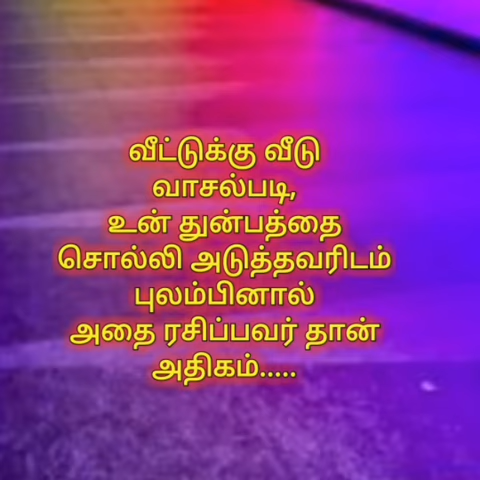 வீட்டுக்கு வீடு
வாசல்படி,
உன் துன்பத்தை
சொல்லி அடுத்தவரிடம்
புலம்பினால்
அதை ரசிப்பவர் தான்
அதிகம்.....